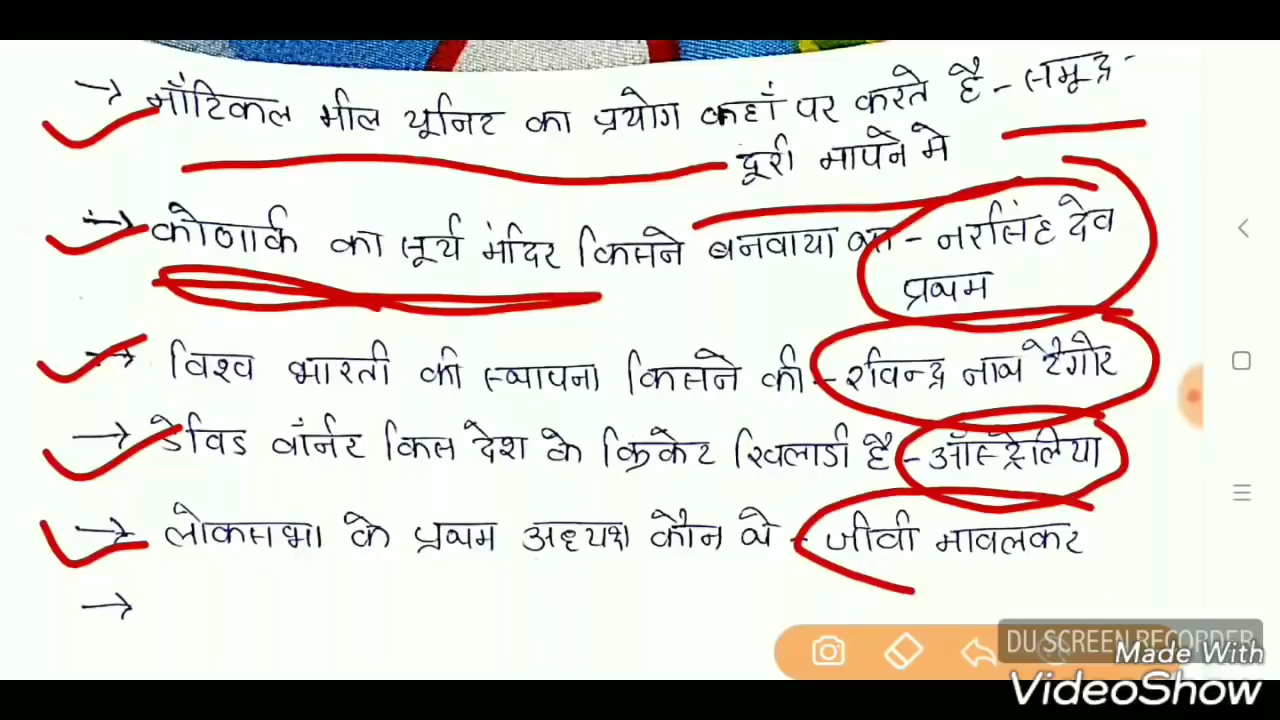 → नॉटिकल मील यूनिट का प्रयोग कहाँ पर करते है - समुद्र -
दूरी मापने मे
→ कोणार्क का सूर्य मंदिर किसने बनवाया था - नरसिंह देव
प्रथम
→ विश्व भारती की स्थापना किसने की - रविन्द्र नाथ टैगोर
→ डेविड वॉर्नर किस देश के क्रिकेट खिलाडी है - ऑस्ट्रेलिया
→ लोकसभा के प्रथम अध्यक्ष कौन थे - जीवी मावलकर
→
DU SCREEN RECORDER
Made With
VideoShow